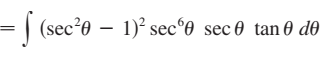 = ∫ (sec²θ − 1)² sec⁶θ sec θ tan θ dθ